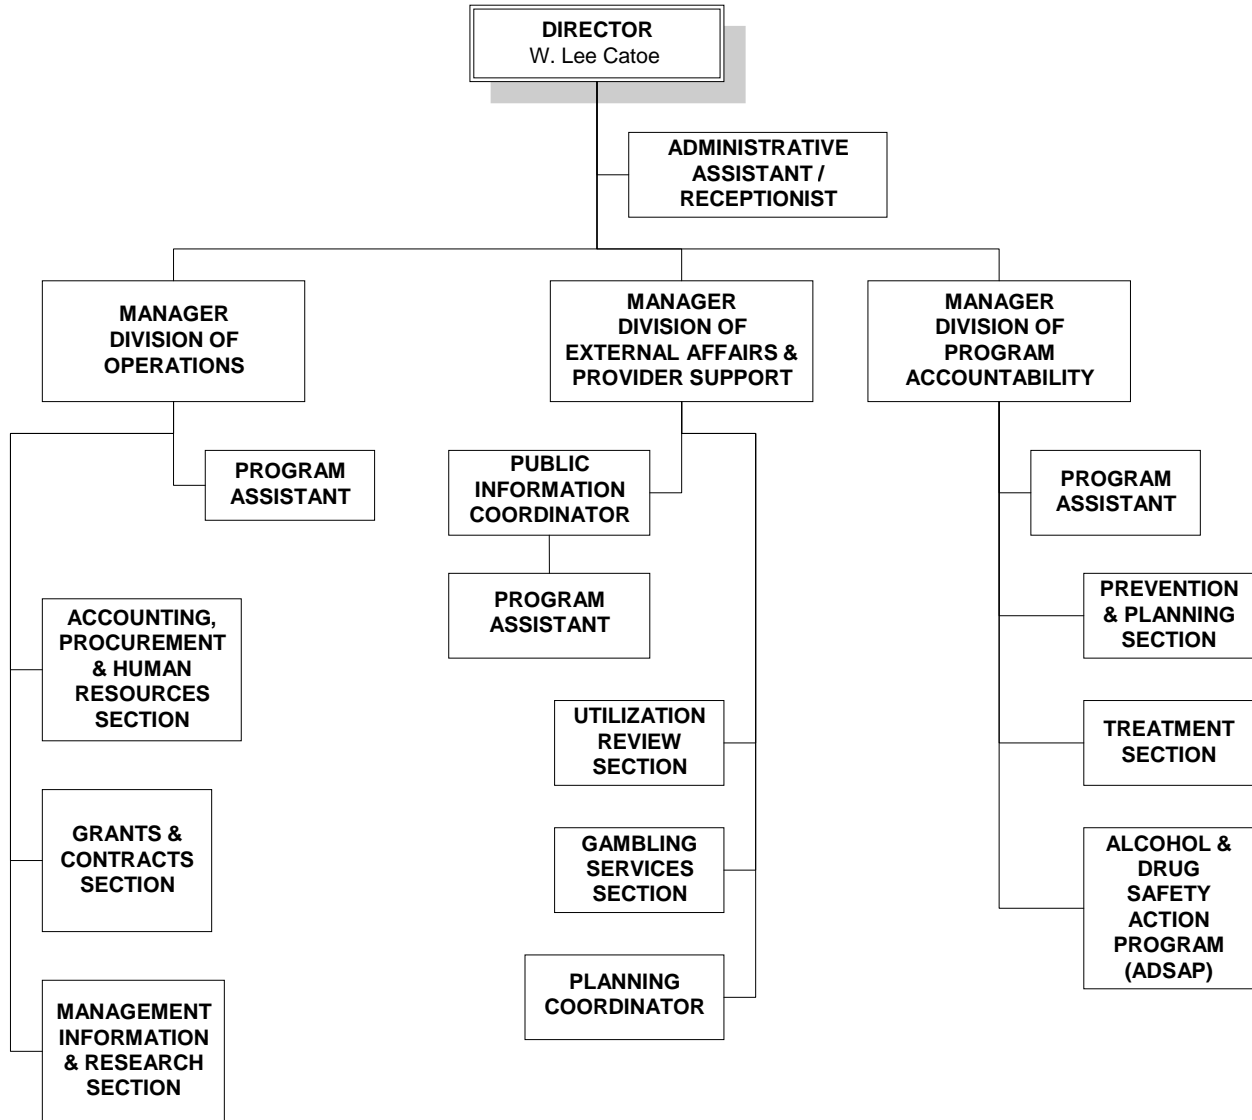 DIRECTOR
W. Lee Catoe
ADMINISTRATIVE
ASSISTANT /
RECEPTIONIST
MANAGER
DIVISION OF
OPERATIONS
MANAGER
DIVISION OF
EXTERNAL AFFAIRS &
PROVIDER SUPPORT
MANAGER
DIVISION OF
PROGRAM
ACCOUNTABILITY
PROGRAM
ASSISTANT
ACCOUNTING,
PROCUREMENT
& HUMAN
RESOURCES
SECTION
GRANTS &
CONTRACTS
SECTION
MANAGEMENT
INFORMATION
& RESEARCH
SECTION
PUBLIC
INFORMATION
COORDINATOR
PROGRAM
ASSISTANT
UTILIZATION
REVIEW
SECTION
GAMBLING
SERVICES
SECTION
PLANNING
COORDINATOR
PROGRAM
ASSISTANT
PREVENTION
& PLANNING
SECTION
TREATMENT
SECTION
ALCOHOL &
DRUG
SAFETY
ACTION
PROGRAM
(ADSAP)